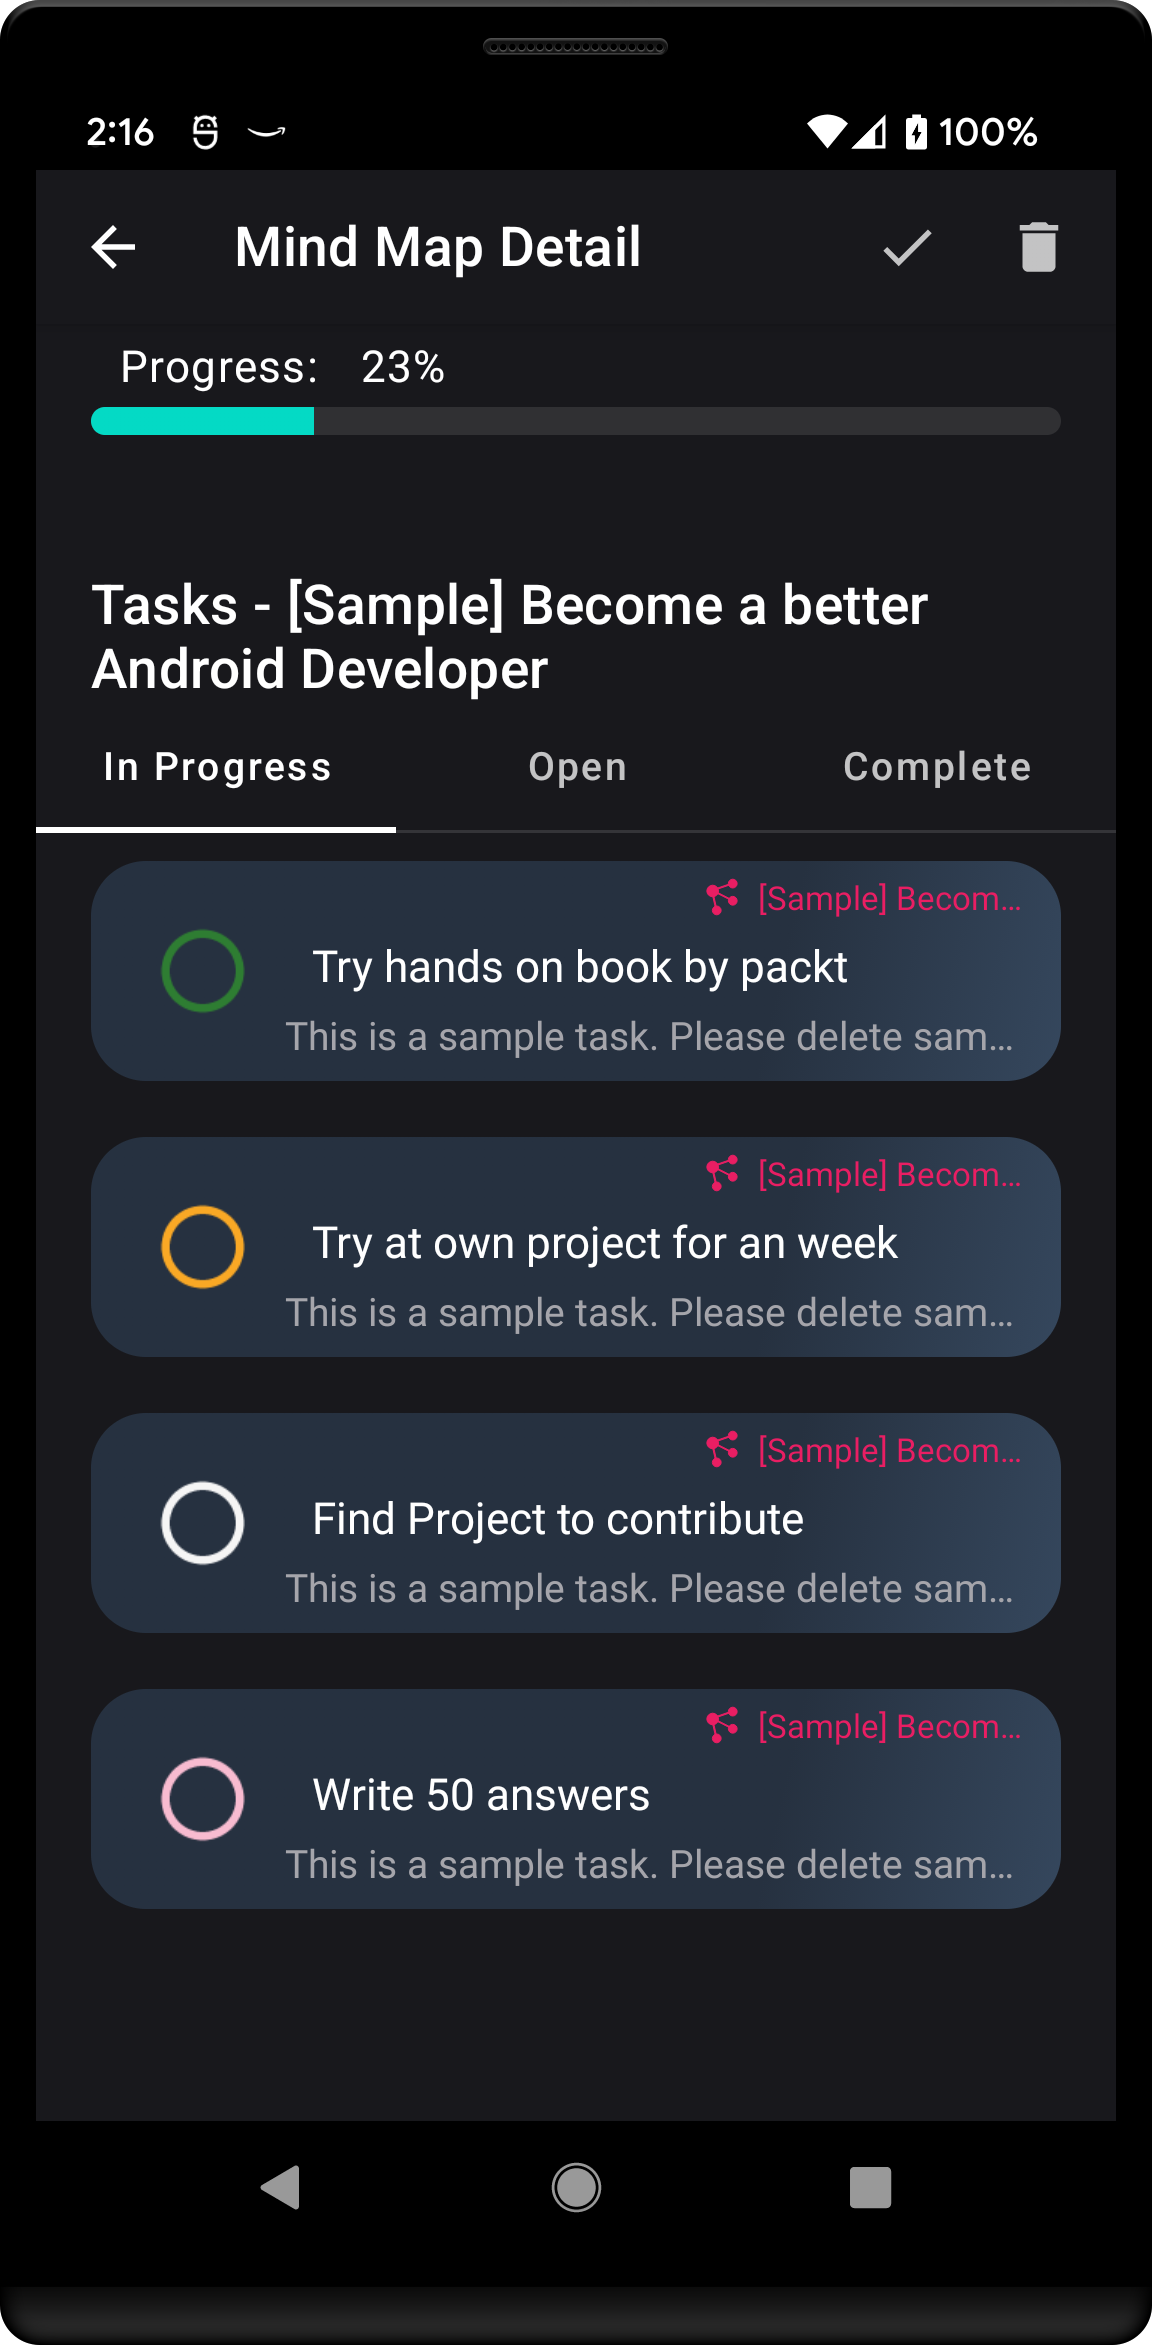 2:16
100%
Mind Map Detail
Progress: 23%
Tasks - [Sample] Become a better
Android Developer
In Progress
Open
Complete
[Sample] Becom...
Try hands on book by packt
This is a sample task. Please delete sam...
[Sample] Becom...
Try at own project for an week
This is a sample task. Please delete sam...
[Sample] Becom...
Find Project to contribute
This is a sample task. Please delete sam...
[Sample] Becom...
Write 50 answers
This is a sample task. Please delete sam...